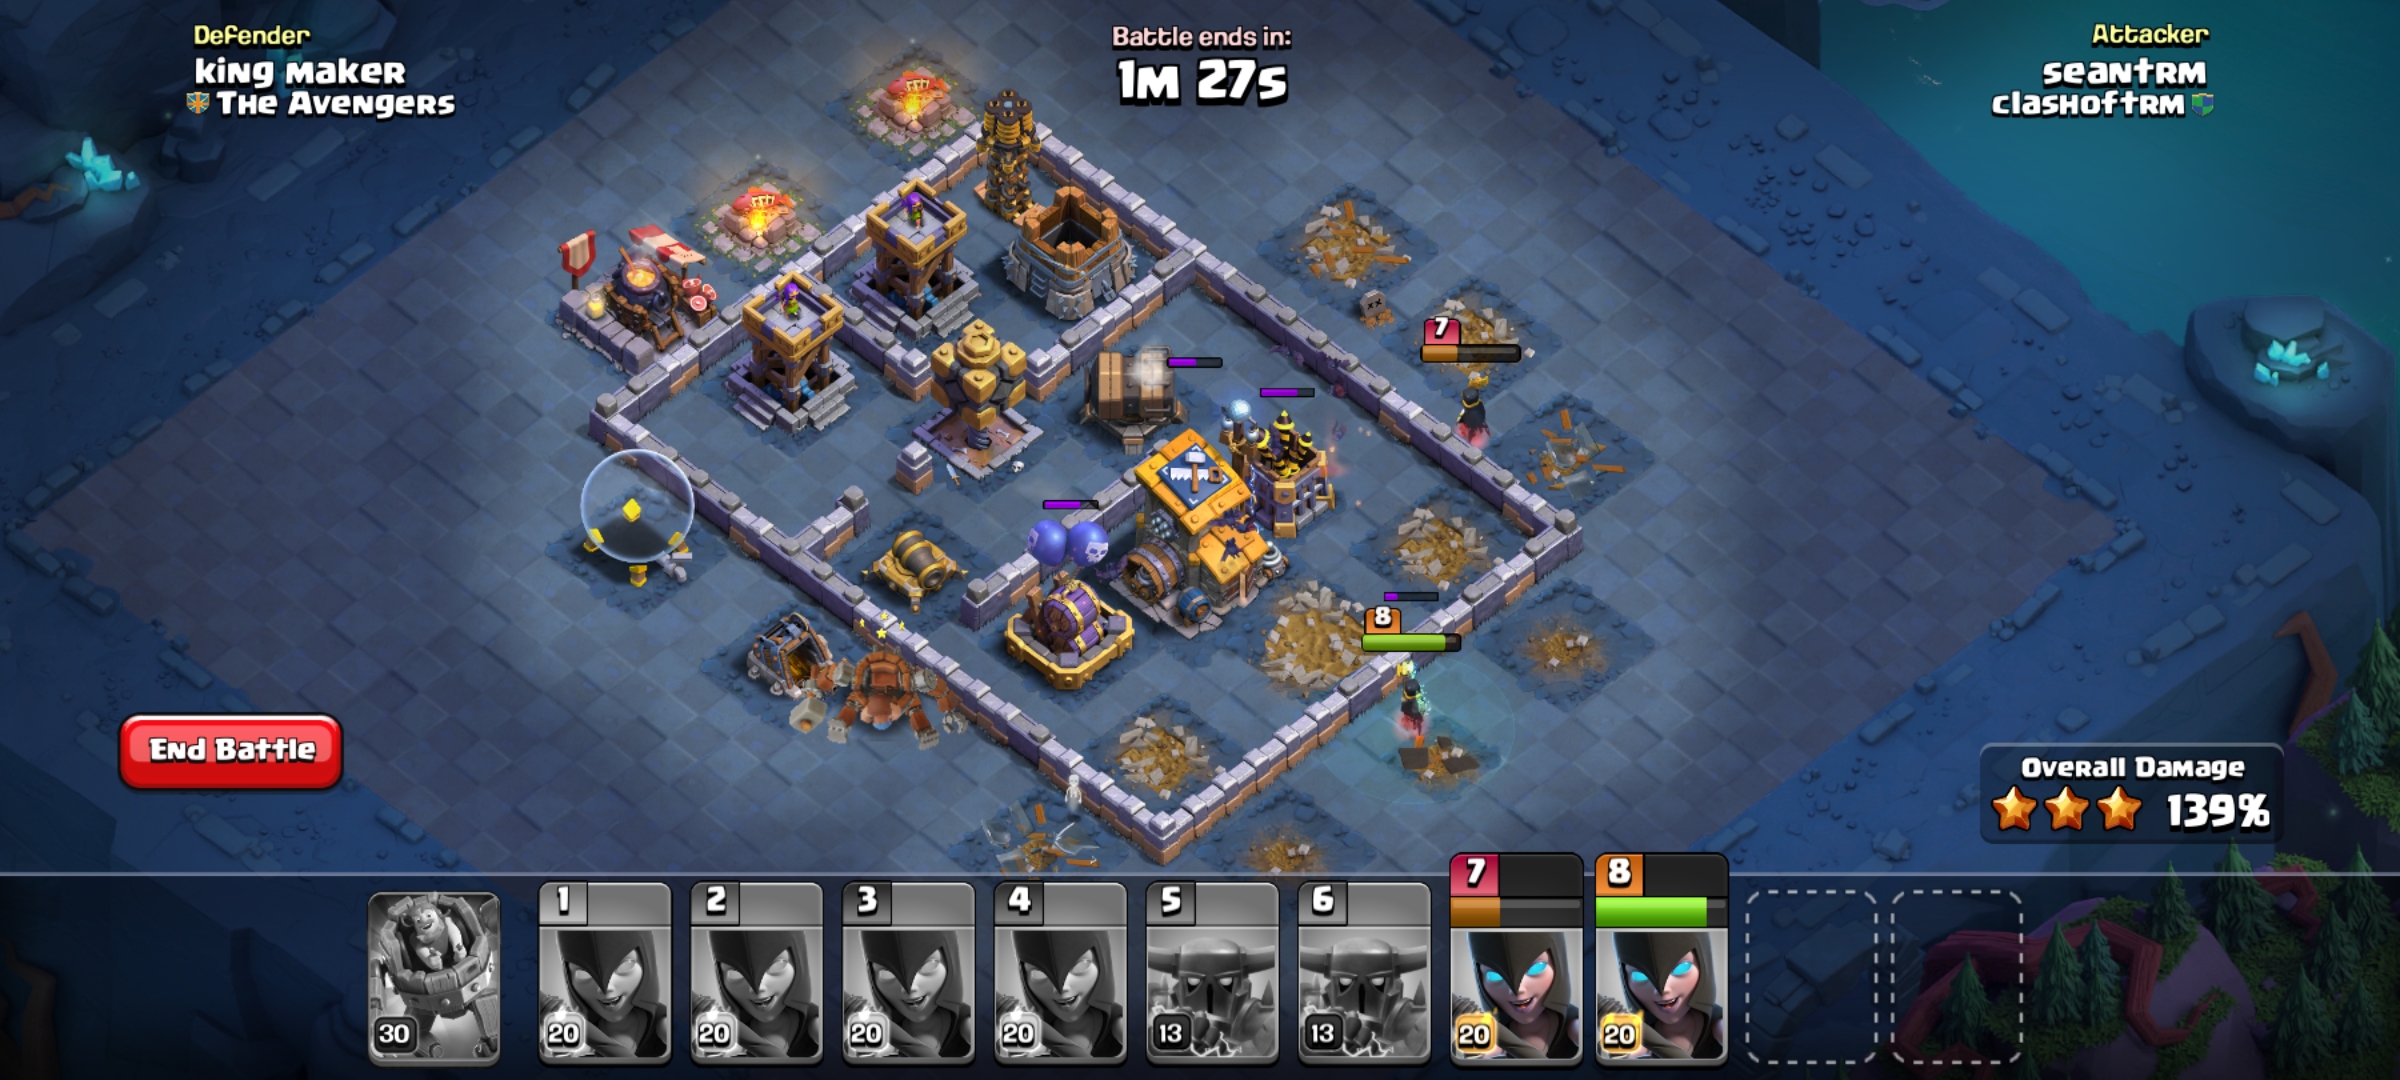 Defender
king maker
The Avengers
Battle ends in:
1m 27s
Attacker
seantrm
clashoftrm
7
8
End Battle
Overall Damage
139%
30
1
20
2
20
3
20
4
20
5
13
6
13
7
20
8
20